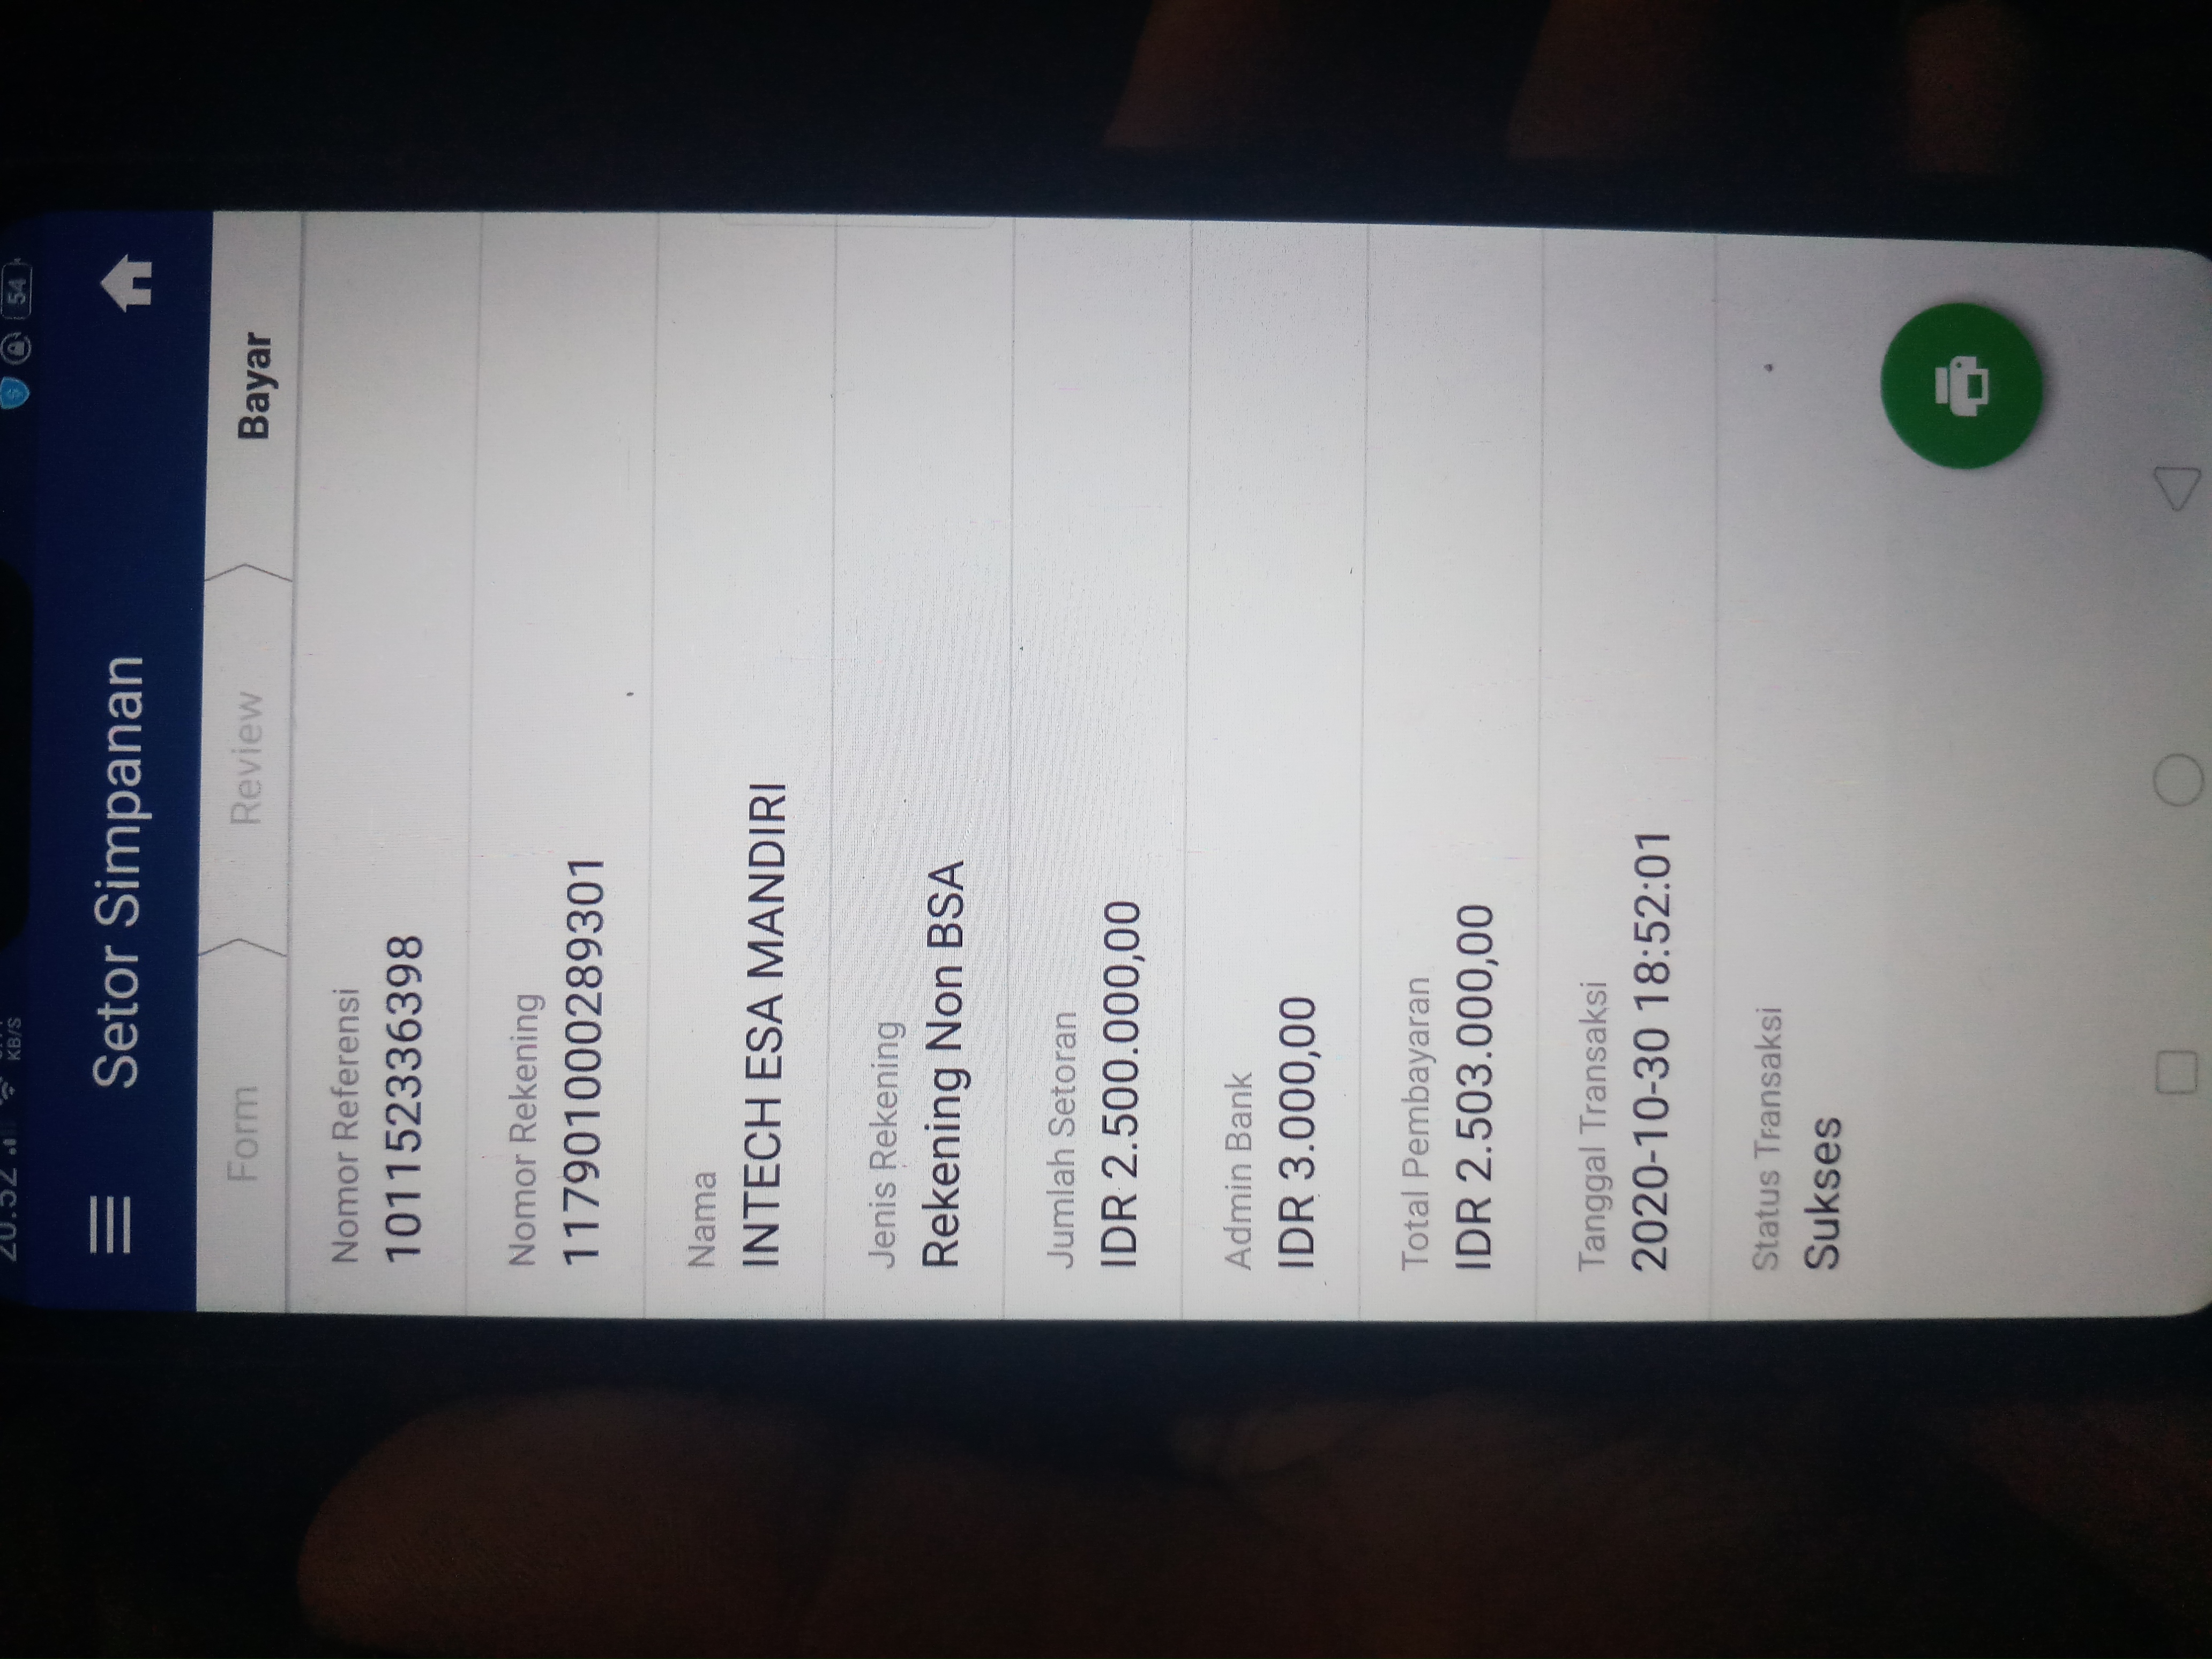 20.52
KB/S
54
Setor Simpanan
Form
Review
Bayar
Nomor Referensi
101152336398
Nomor Rekening
117901000289301
Nama
INTECH ESA MANDIRI
Jenis Rekening
Rekening Non BSA
Jumlah Setoran
IDR 2.500.000,00
Admin Bank
IDR 3.000,00
Total Pembayaran
IDR 2.503.000,00
Tanggal Transaksi
2020-10-30 18:52:01
Status Transaksi
Sukses